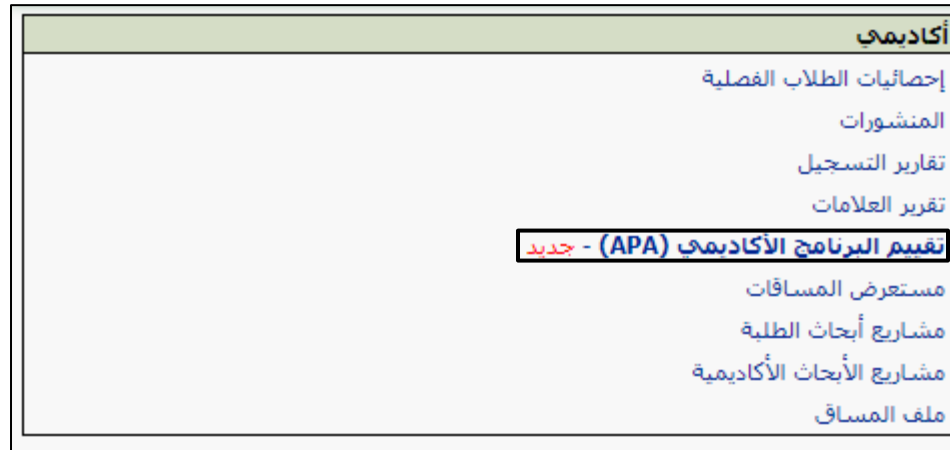 أكاديمي
إحصائيات الطلاب الفصلية
المنشورات
تقارير التسجيل
تقرير العلامات
تقييم البرنامج الأكاديمي (APA) - جديد
مستعرض المساقات
مشاريع أبحاث الطلبة
مشاريع الأبحاث الأكاديمية
ملف المساق